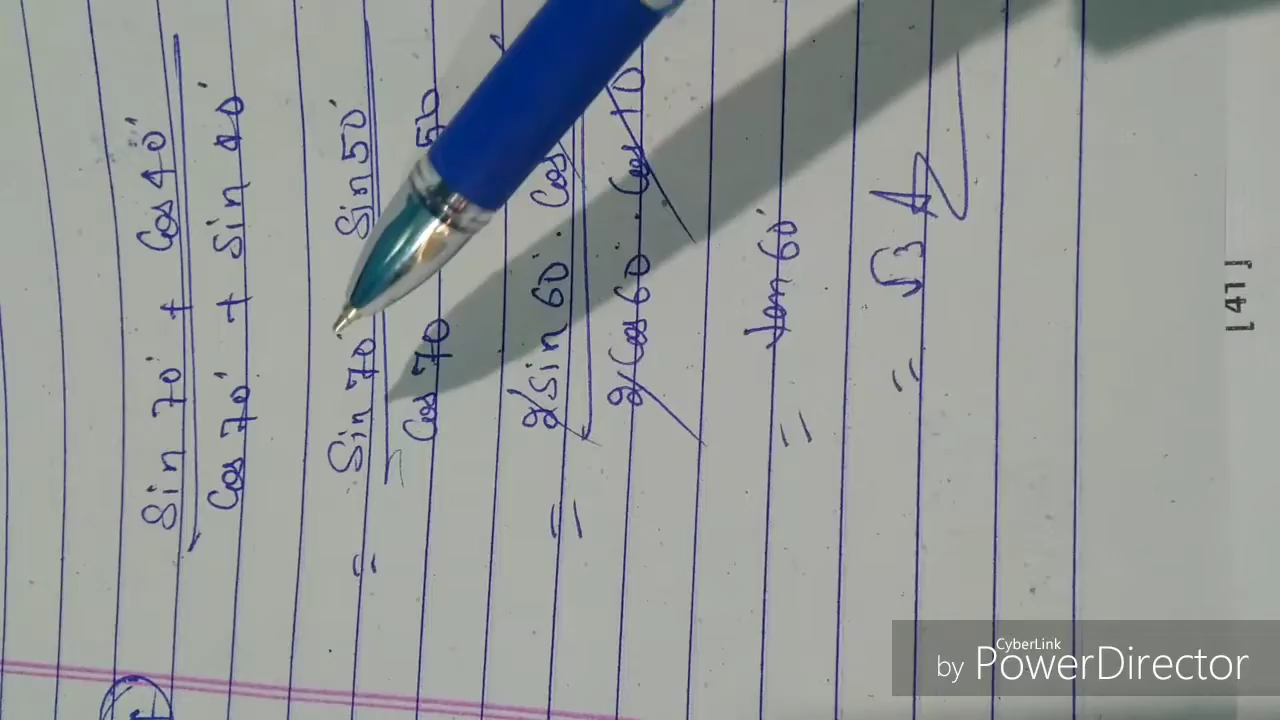 Sin 70° + Cos 40°
Cos 70° + Sin 40°
= Sin 70° Sin 50°
Cos 70 50
= 2 Sin 60° . Cos
2 Cos 60 . Cos 10
= tan 60°
= √3 A
[41]
CyberLink
by PowerDirector